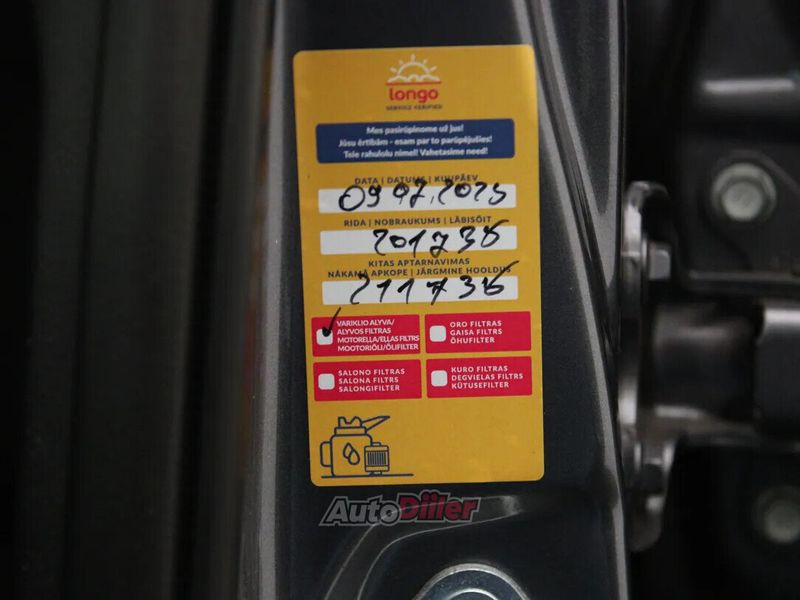 longo
SERVICE VERIFIED
Mes pasirūpinome už Jus!
Jūsu ērtībām - esam par to parūpējušies!
Teie rahulolu nimel! Vahetasime need!
DATA | DATUMS | KUUPÄEV
09 07.2025
RIDA | NOBRAUKUMS | LÄBISÕIT
201736
KITAS APTARNAVIMAS
NĀKAMĀ APKOPE | JÄRGMINE HOOLDUS
211736
VARIKLIO ALYVA/
ALYVOS FILTRAS
MOTOREĻĻA/EĻĻAS FILTRS
MOOTORIÕLI/ÕLIFILTER
ORO FILTRAS
GAISA FILTRS
ÕHUFILTER
SALONO FILTRAS
SALONA FILTRS
SALONGIFILTER
KURO FILTRAS
DEGVIELAS FILTRS
KÜTUSEFILTER
AutoDiler